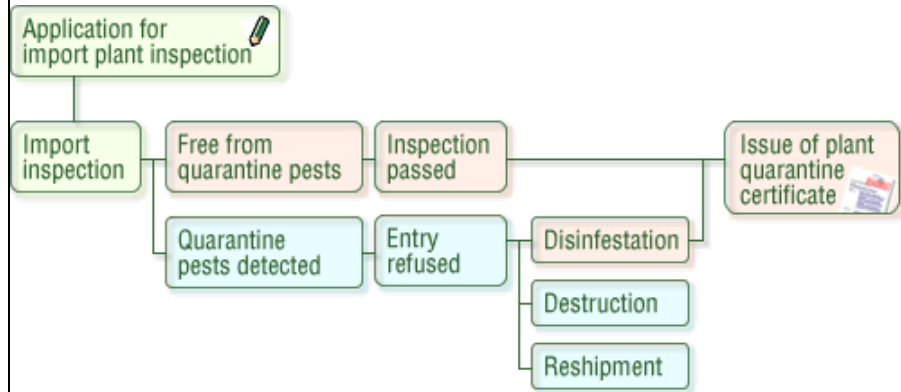 Application for
import plant inspection
Import
inspection
Free from
quarantine pests
Inspection
passed
Issue of plant
quarantine
certificate
Quarantine
pests detected
Entry
refused
Disinfestation
Destruction
Reshipment